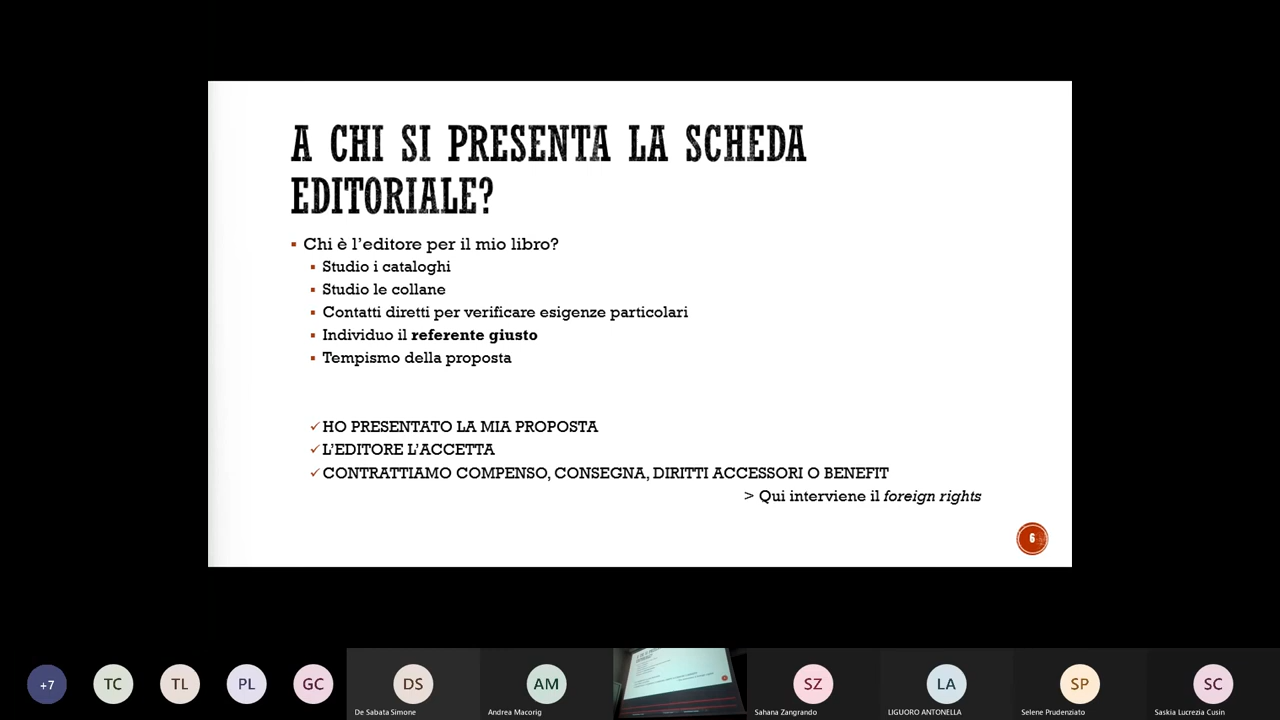 A CHI SI PRESENTA LA SCHEDA
EDITORIALE?
Chi è l'editore per il mio libro?
Studio i cataloghi
Studio le collane
Contatti diretti per verificare esigenze particolari
Individuo il referente giusto
Tempismo della proposta
HO PRESENTATO LA MIA PROPOSTA
L'EDITORE L'ACCETTA
CONTRATTIAMO COMPENSO, CONSEGNA, DIRITTI ACCESSORI O BENEFIT
> Qui interviene il foreign rights
6
+7 TC TL PL GC DS AM SZ LA SP SC
De Sabata Simone Andrea Macorig Sahana Zangrando LIGUORO ANTONELLA Selene Prudenziato Saskia Lucrezia Cusin